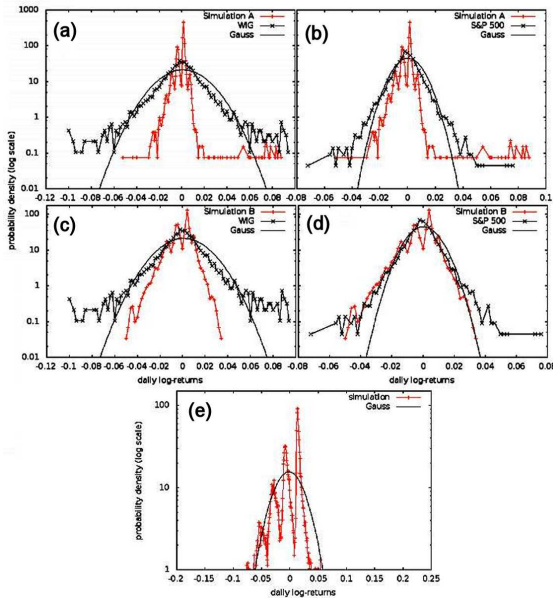 (a)
Simulation A
WIG
Gauss
1000
100
10
1
0.1
0.01
-0.12 -0.1 -0.08 -0.06 -0.04 -0.02 0 0.02 0.04 0.06 0.08
(b)
Simulation A
S&P 500
Gauss
-0.08 -0.06 -0.04 -0.02 0 0.02 0.04 0.06 0.08 0.1
probability density (log scale)
(c)
Simulation B
WIG
Gauss
100
10
1
0.1
0.01
-0.12 -0.1 -0.08 -0.06 -0.04 -0.02 0 0.02 0.04 0.06 0.08
daily log-returns
(d)
Simulation B
S&P 500
Gauss
-0.08 -0.06 -0.04 -0.02 0 0.02 0.04 0.06 0.08
daily log-returns
(e)
simulation
Gauss
100
10
1
probability density (log scale)
-0.2 -0.15 -0.1 -0.05 0 0.05 0.1 0.15 0.2 0.25
daily log-returns